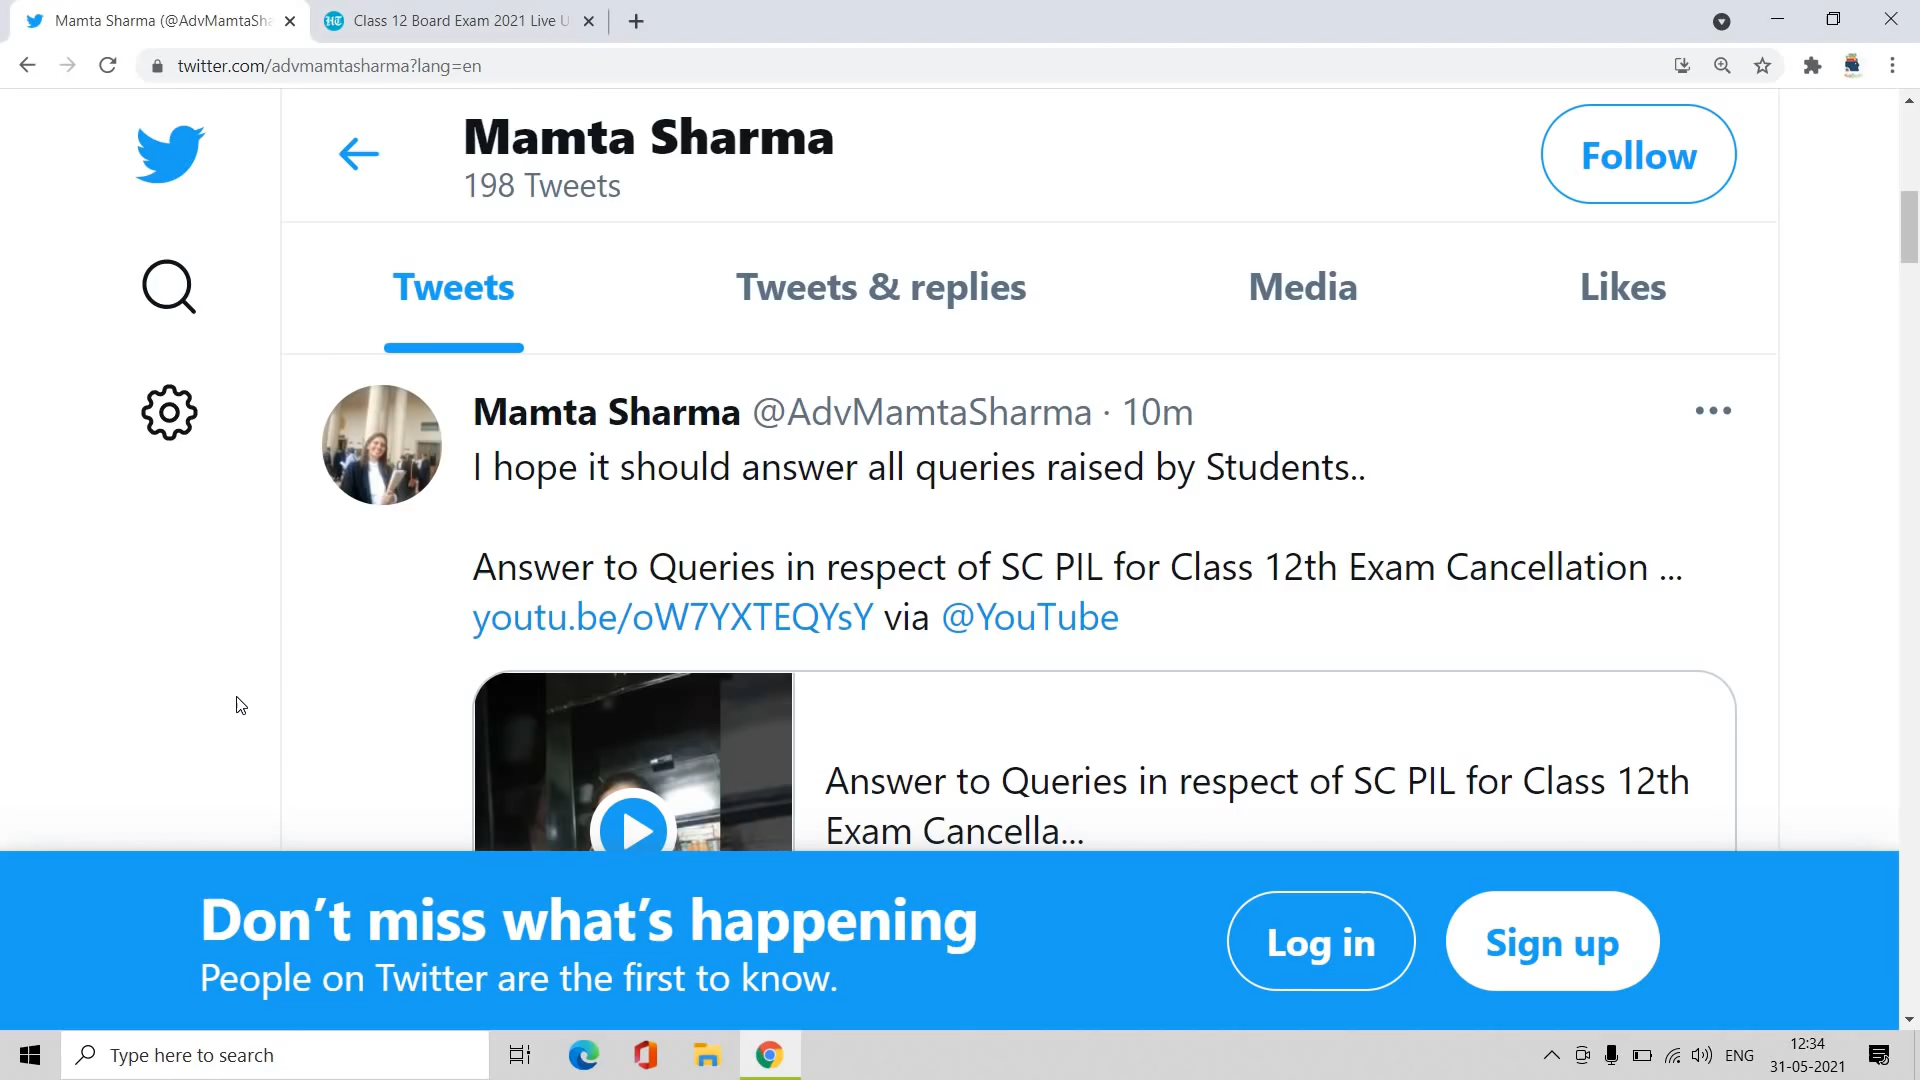 Mamta Sharma (@AdvMamtaSha
Class 12 Board Exam 2021 Live U
twitter.com/advmamtasharma?lang=en
Mamta Sharma
198 Tweets
Follow
Tweets
Tweets & replies
Media
Likes
Mamta Sharma @AdvMamtaSharma · 10m
I hope it should answer all queries raised by Students..
Answer to Queries in respect of SC PIL for Class 12th Exam Cancellation ...
youtu.be/oW7YXTEQYsY via @YouTube
Answer to Queries in respect of SC PIL for Class 12th
Exam Cancella...
Don't miss what's happening
People on Twitter are the first to know.
Log in
Sign up
Type here to search
ENG
12:34
31-05-2021